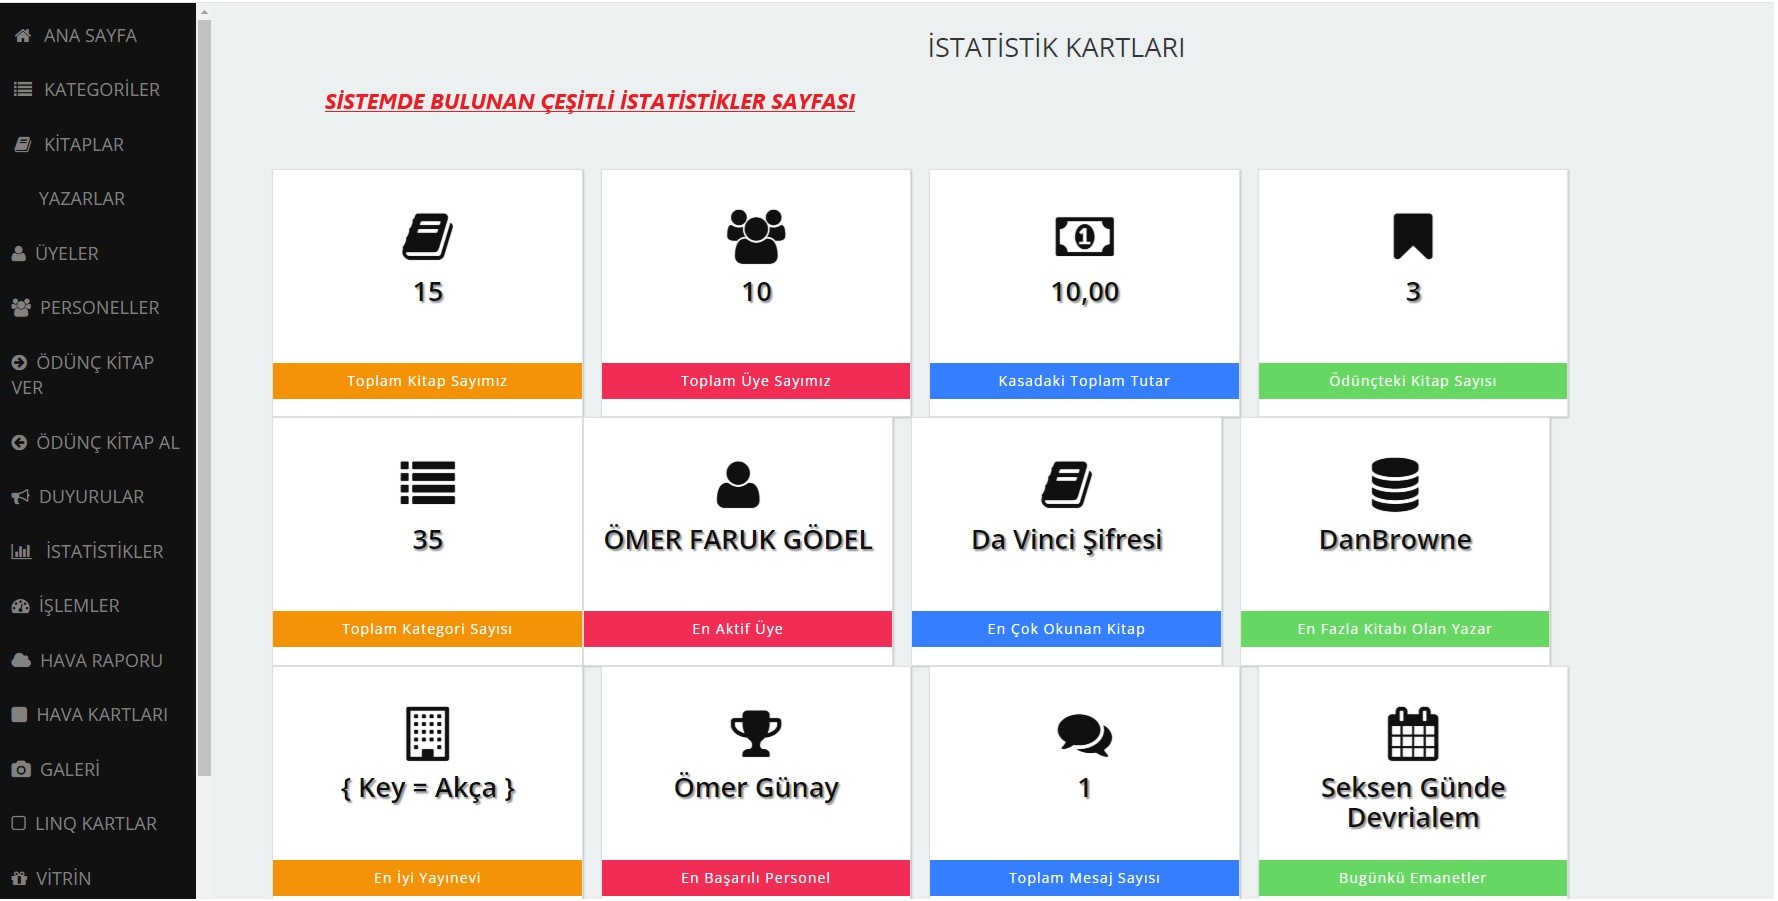 ANA SAYFA
KATEGORİLER
KİTAPLAR
YAZARLAR
ÜYELER
PERSONELLER
ÖDÜNÇ KİTAP
VER
ÖDÜNÇ KİTAP AL
DUYURULAR
İSTATİSTİKLER
İŞLEMLER
HAVA RAPORU
HAVA KARTLARI
GALERİ
LINQ KARTLAR
VİTRİN
İSTATİSTİK KARTLARI
SİSTEMDE BULUNAN ÇEŞİTLİ İSTATİSTİKLER SAYFASI
15
Toplam Kitap Sayımız
10
Toplam Üye Sayımız
10,00
Kasadaki Toplam Tutar
3
Ödünçteki Kitap Sayısı
35
Toplam Kategori Sayısı
ÖMER FARUK GÖDEL
En Aktif Üye
Da Vinci Şifresi
En Çok Okunan Kitap
DanBrowne
En Fazla Kitabı Olan Yazar
{ Key = Akça }
En İyi Yayınevi
Ömer Günay
En Başarılı Personel
1
Toplam Mesaj Sayısı
Seksen Günde
Devrialem
Bugünkü Emanetler